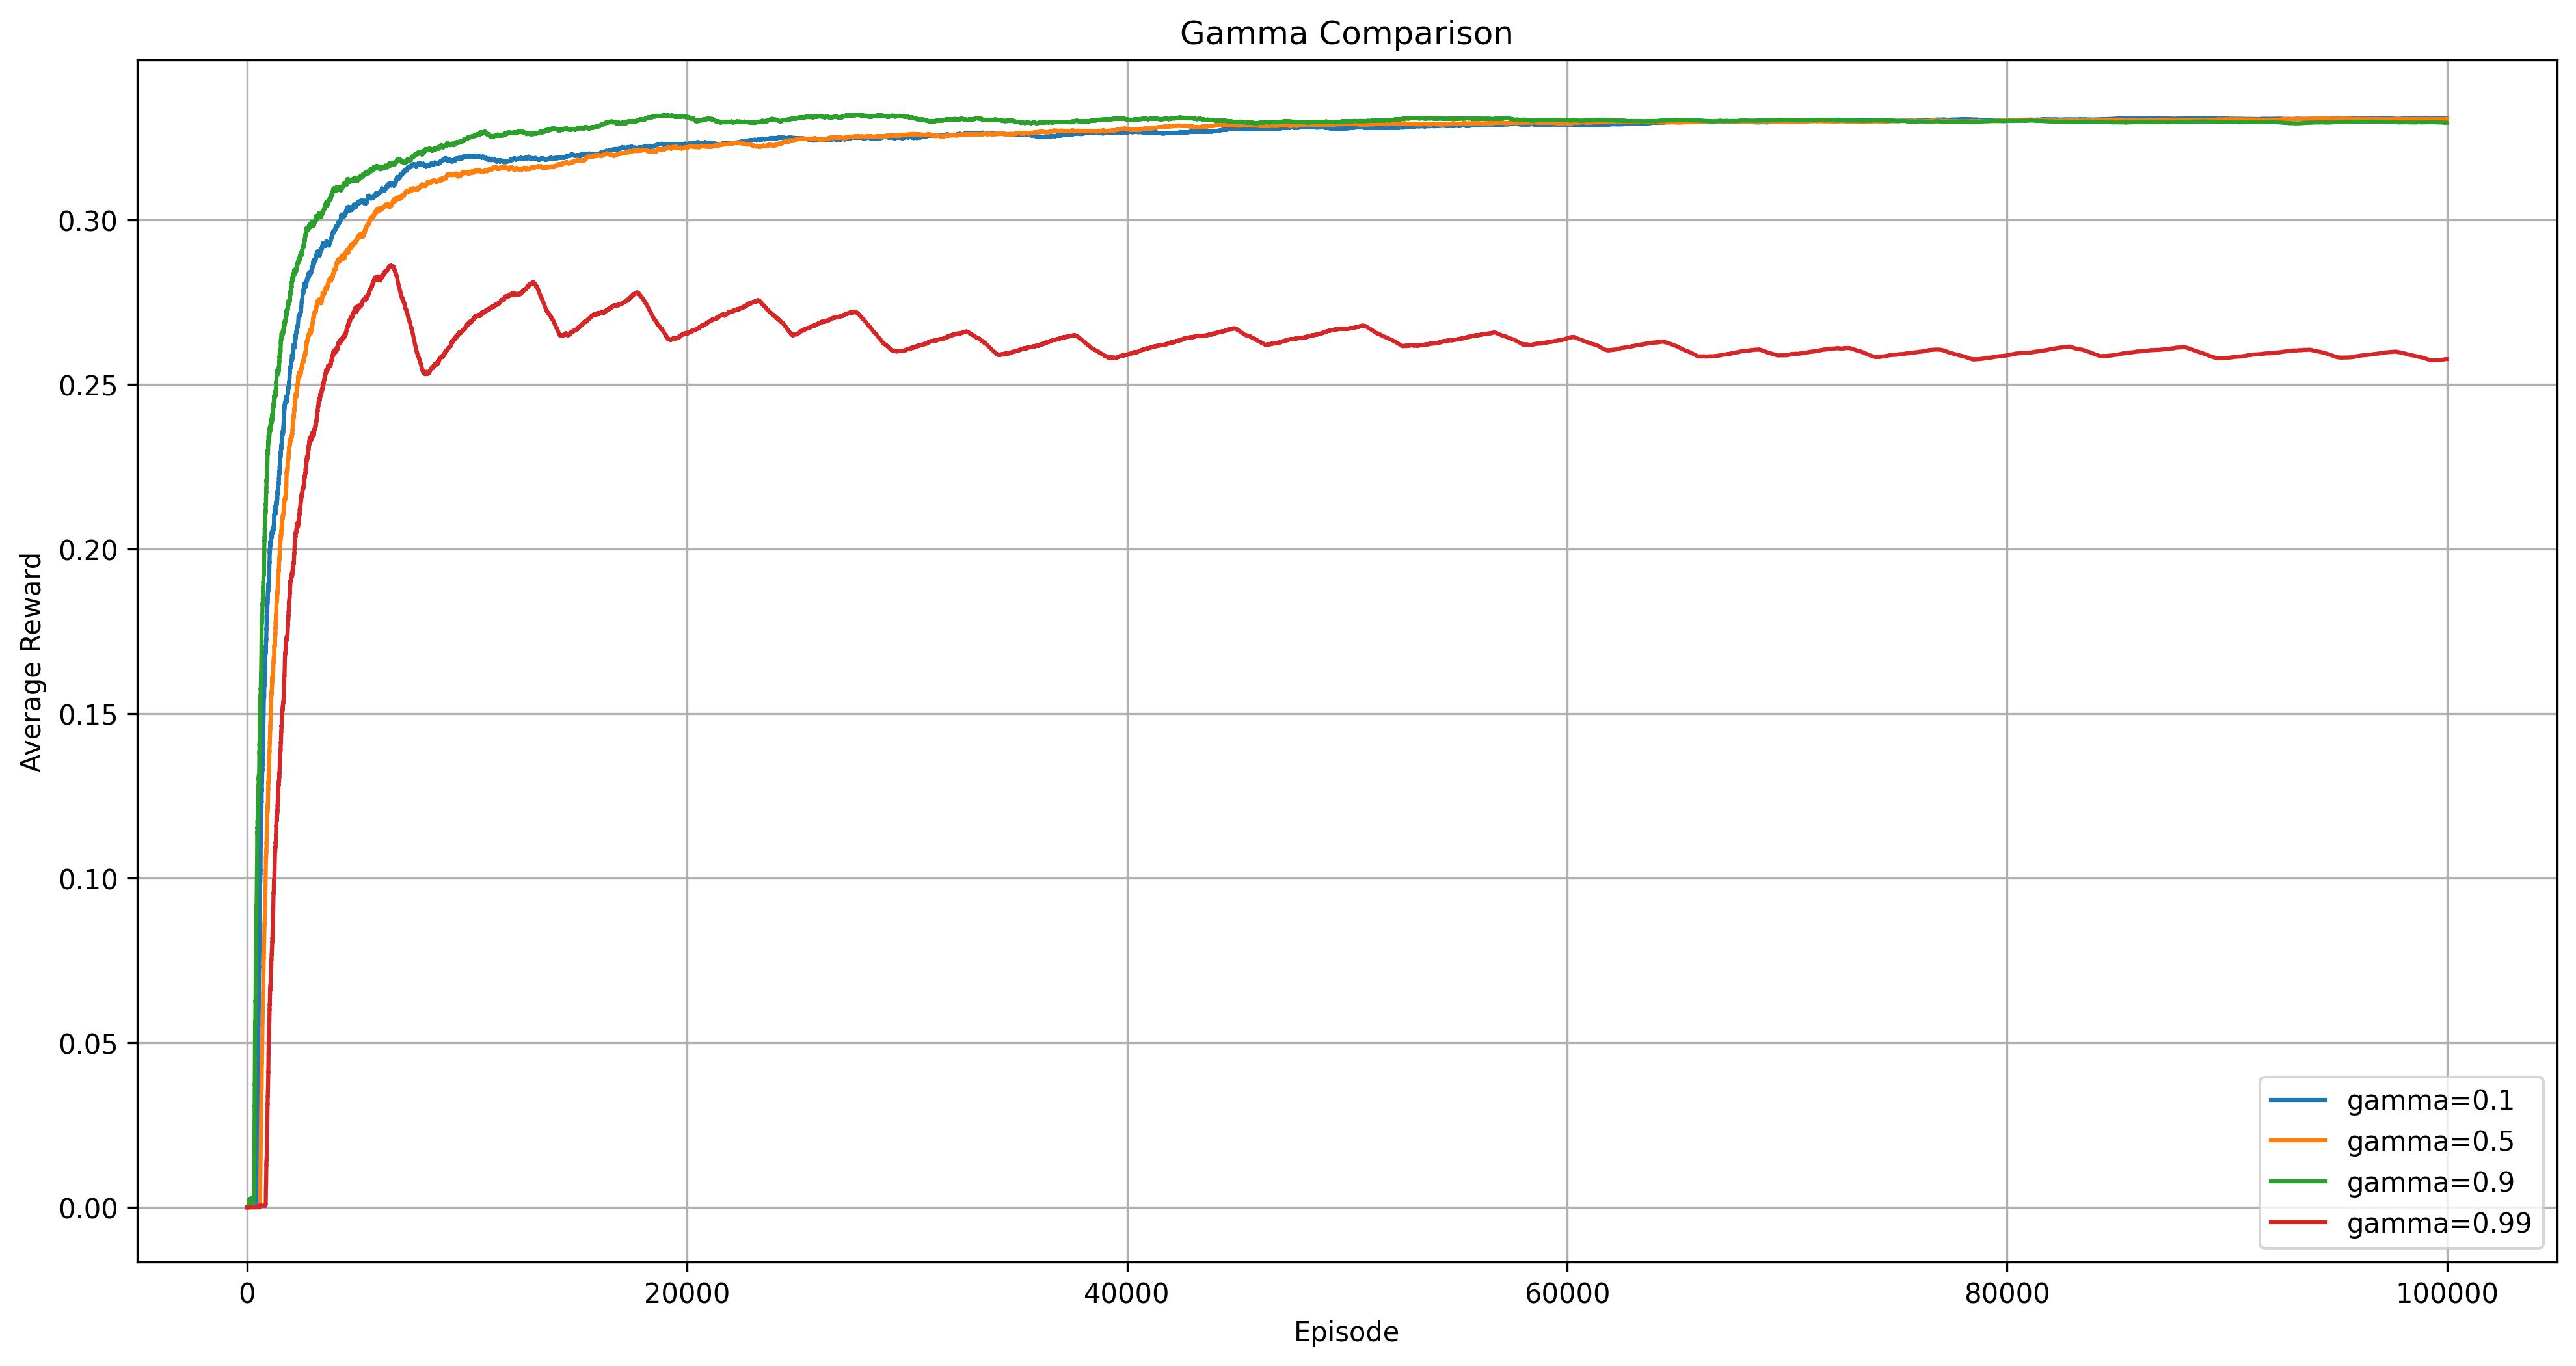 Gamma Comparison
Average Reward
0.30
0.25
0.20
0.15
0.10
0.05
0.00
0
20000
40000
60000
80000
100000
Episode
gamma=0.1
gamma=0.5
gamma=0.9
gamma=0.99